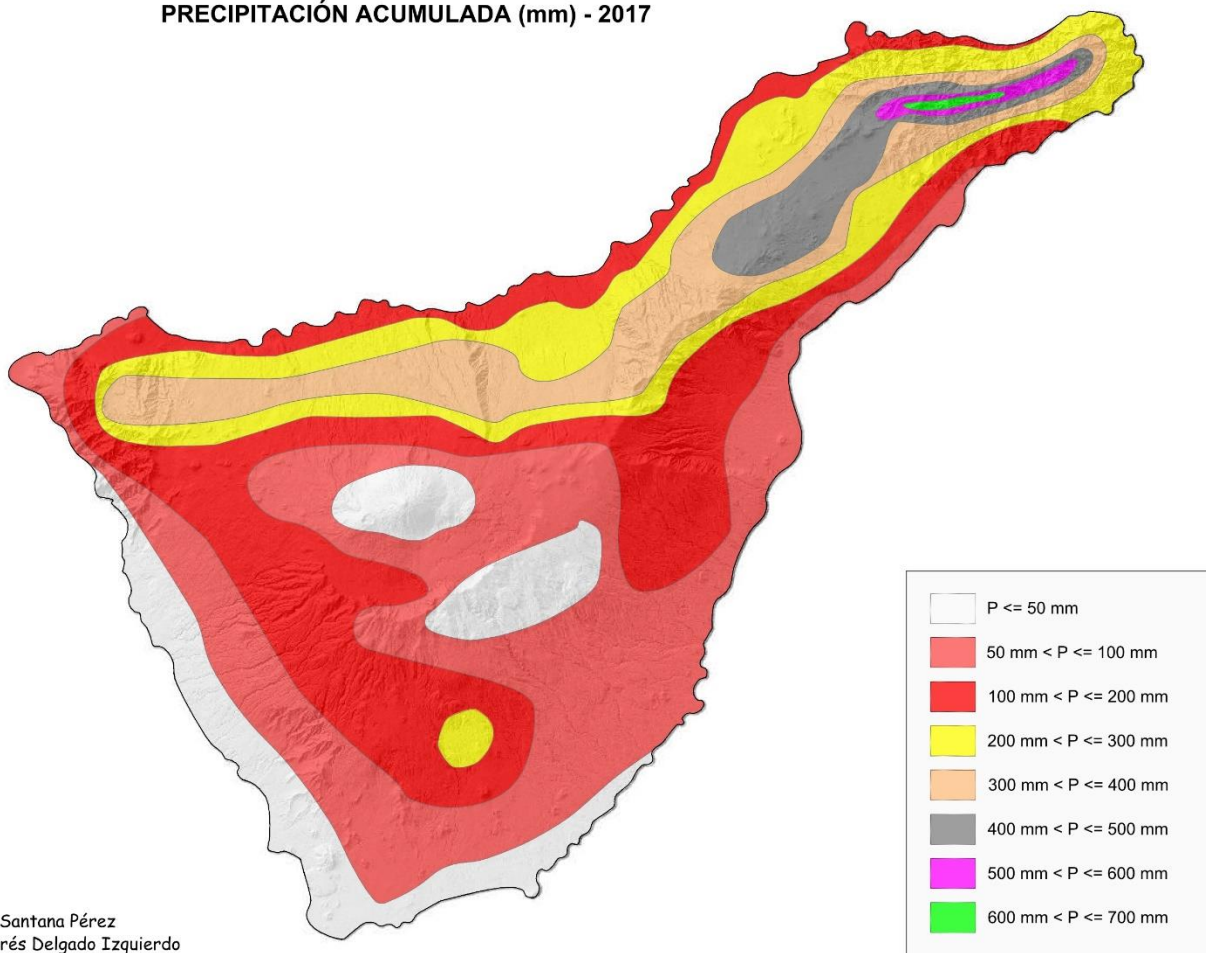 PRECIPITACIÓN ACUMULADA (mm) - 2017
P <= 50 mm
50 mm < P <= 100 mm
100 mm < P <= 200 mm
200 mm < P <= 300 mm
300 mm < P <= 400 mm
400 mm < P <= 500 mm
500 mm < P <= 600 mm
600 mm < P <= 700 mm
Santana Pérez
rés Delgado Izquierdo